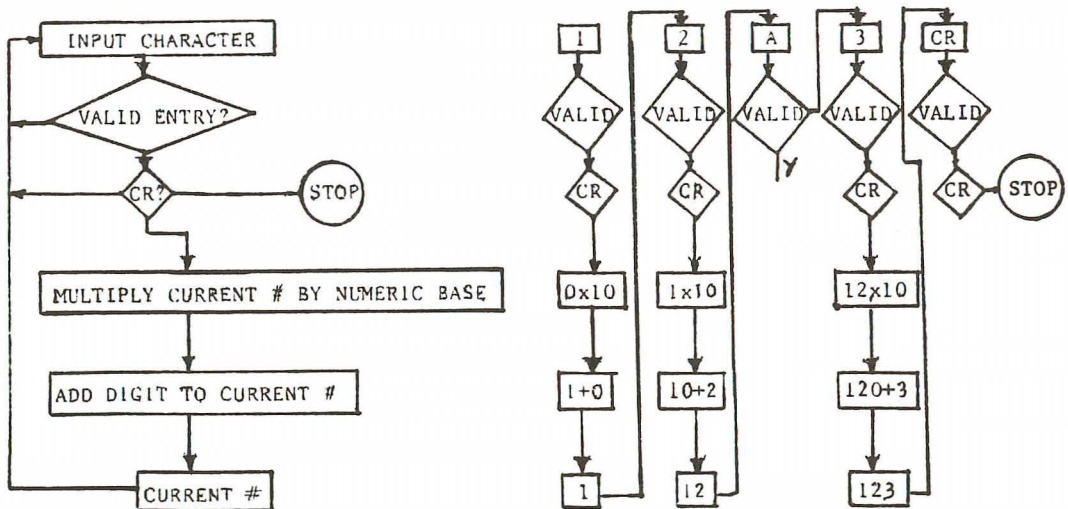 INPUT CHARACTER
VALID ENTRY?
CR?
STOP
MULTIPLY CURRENT # BY NUMERIC BASE
ADD DIGIT TO CURRENT #
CURRENT #
1
VALID
CR
0x10
1+0
1
2
VALID
CR
1x10
10+2
12
A
VALID
Y
3
VALID
CR
12x10
120+3
123
CR
VALID
CR
STOP